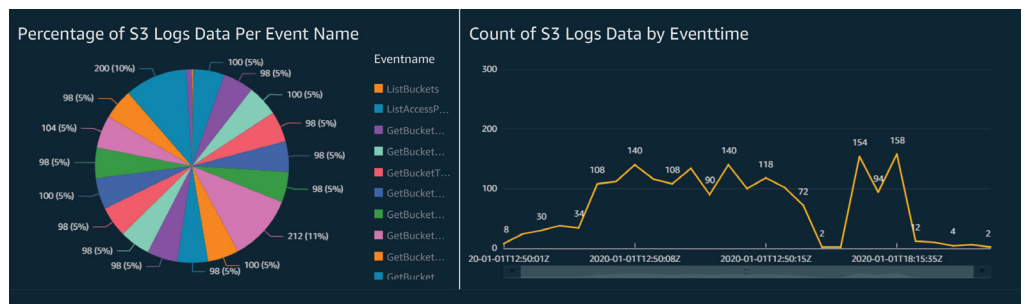 Percentage of S3 Logs Data Per Event Name
200 (10%)
100 (5%)
98 (5%)
100 (5%)
98 (5%)
98 (5%)
98 (5%)
212 (11%)
100 (5%)
98 (5%)
98 (5%)
98 (5%)
98 (5%)
100 (5%)
98 (5%)
104 (5%)
98 (5%)
Eventname
ListBuckets
ListAccessP...
GetBucket...
GetBucket...
GetBucketT...
GetBucket...
GetBucket...
GetBucket...
GetBucket...
GetBucket
Count of S3 Logs Data by Eventtime
300
200
100
0
8
30
34
108
140
108
90
140
118
72
2
154
94
158
12
4
2
20-01-01T12:50:01Z
2020-01-01T12:50:08Z
2020-01-01T12:50:15Z
2020-01-01T18:15:35Z